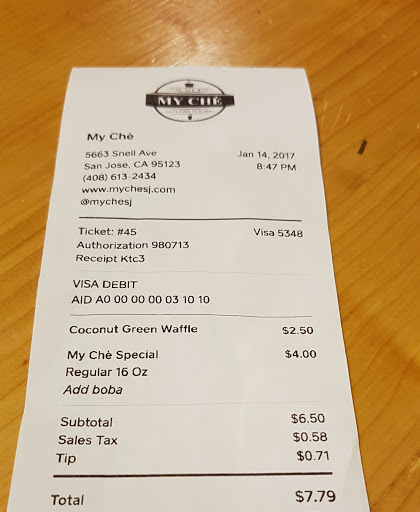 MY CHÈ
My Chè
5663 Snell Ave Jan 14, 2017
San Jose, CA 95123 8:47 PM
(408) 613-2434
www.mychesj.com
@mychesj
Ticket: #45 Visa 5348
Authorization 980713
Receipt Ktc3
VISA DEBIT
AID A0 00 00 00 03 10 10
Coconut Green Waffle $2.50
My Chè Special $4.00
Regular 16 Oz
Add boba
Subtotal $6.50
Sales Tax $0.58
Tip $0.71
Total $7.79